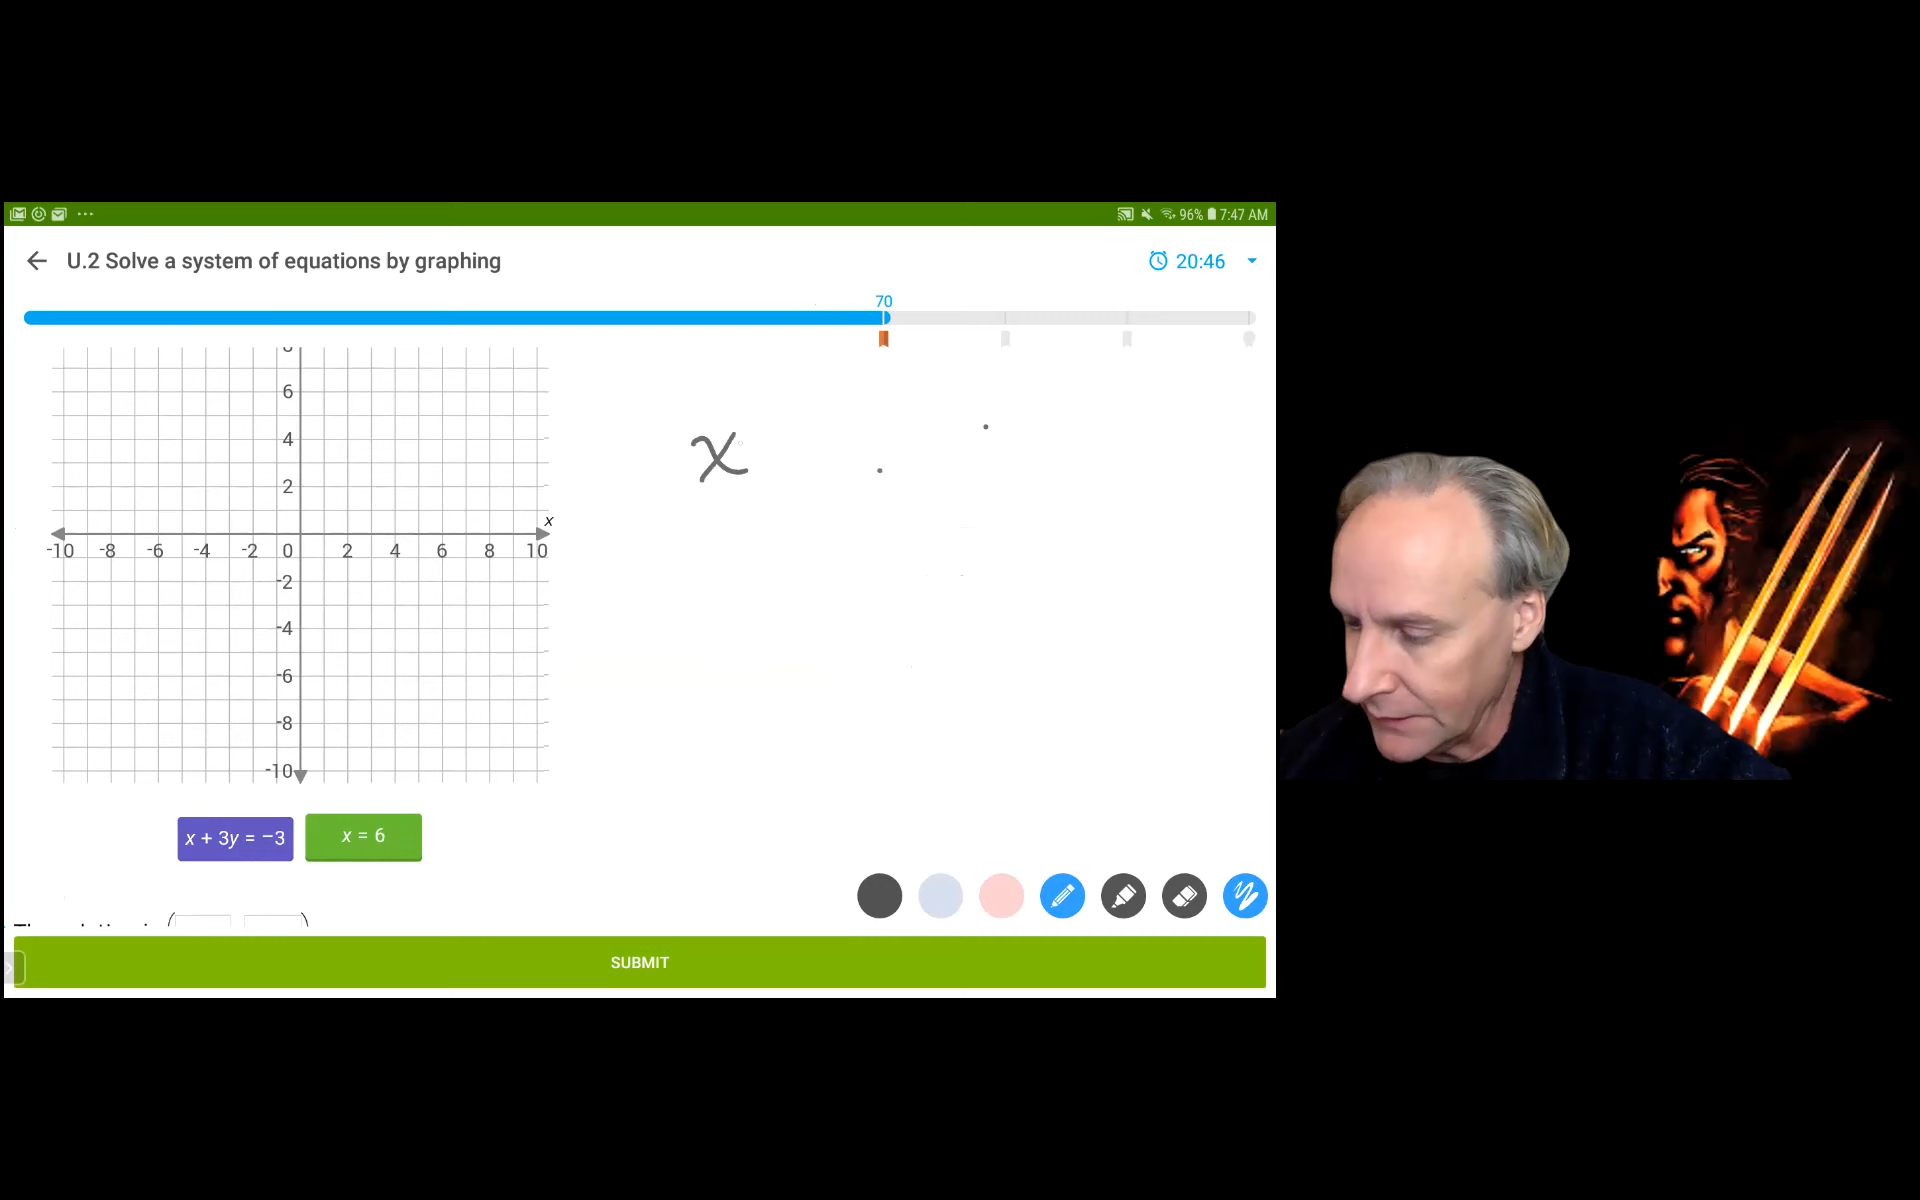 96% 7:47 AM
U.2 Solve a system of equations by graphing
20:46
70
6
4
2
x
-10 -8 -6 -4 -2 0 2 4 6 8 10
-2
-4
-6
-8
-10
x
x + 3y = −3
x = 6
SUBMIT